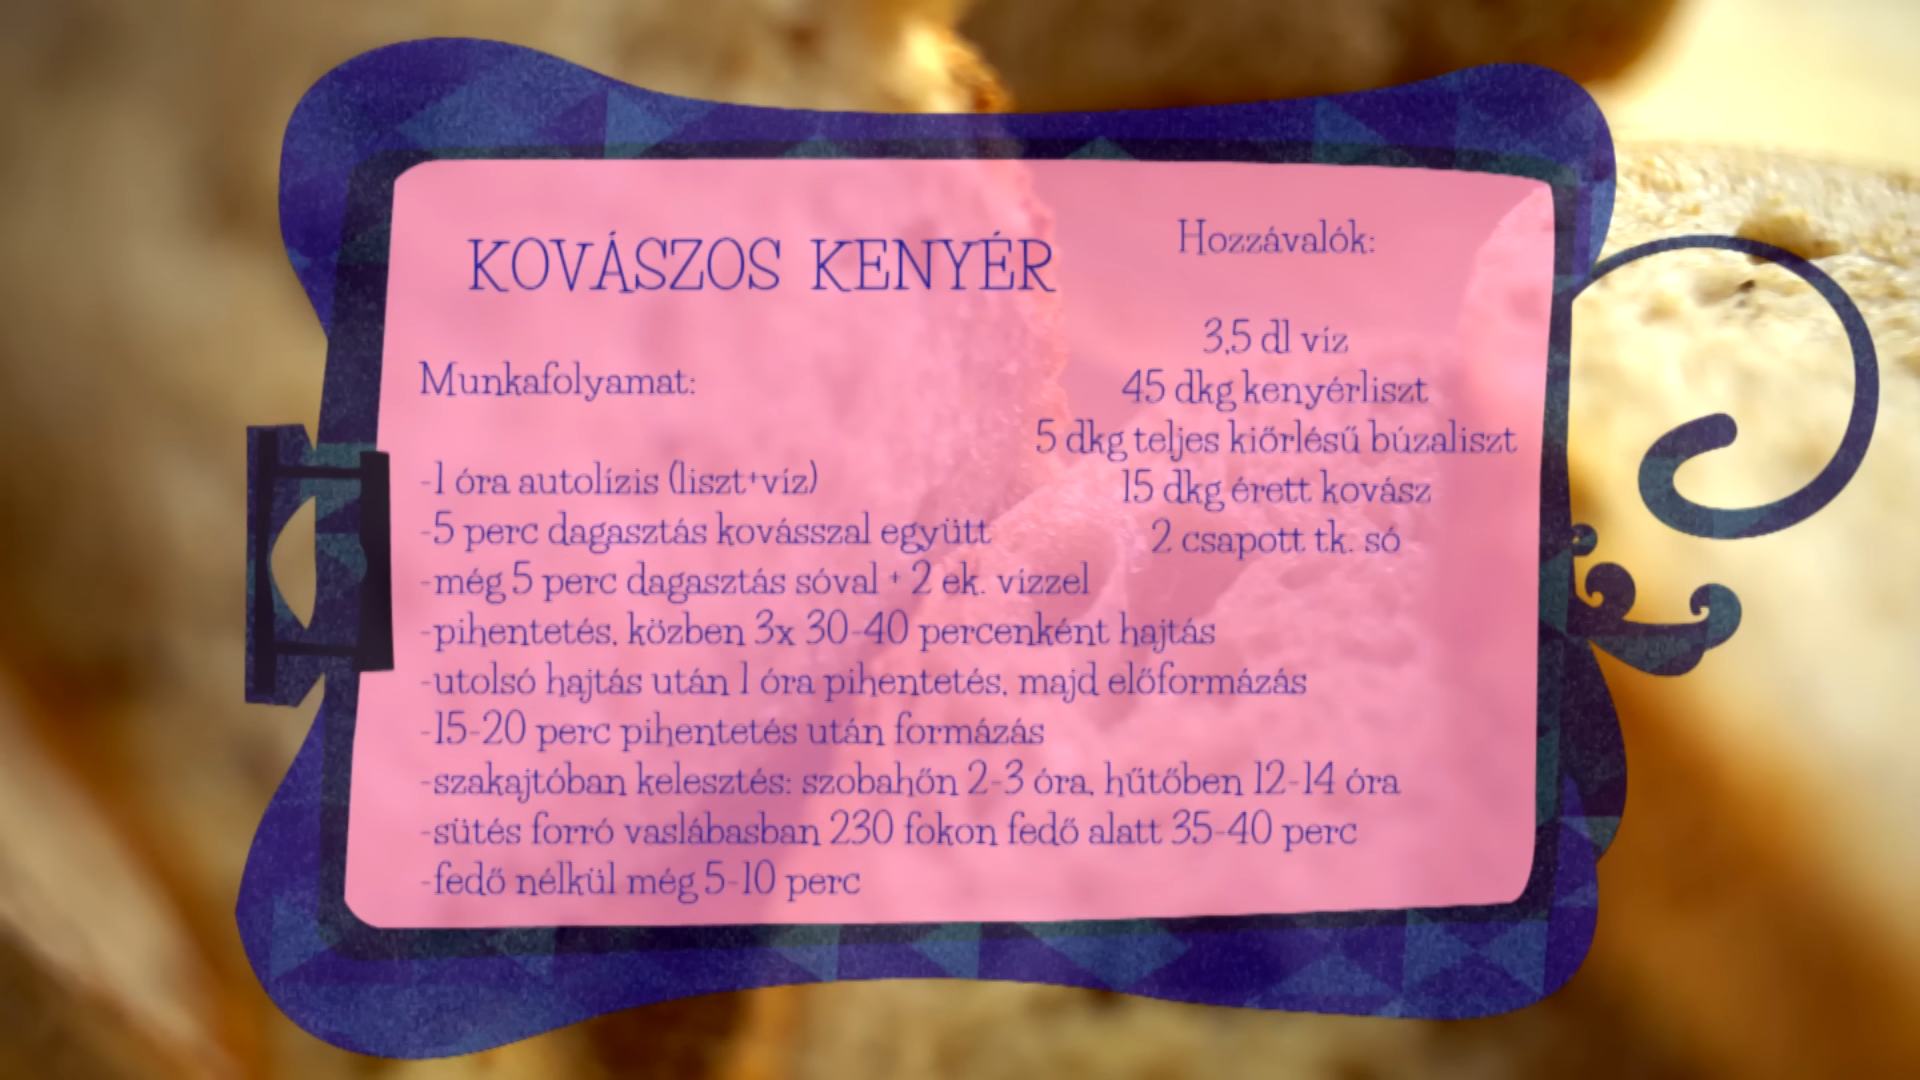 KOVÁSZOS KENYÉR
Munkafolyamat:
-1 óra autolízis (liszt+víz)
-5 perc dagasztás kovásszal együtt
-még 5 perc dagasztás sóval + 2 ek. vízzel
-pihentetés, közben 3x 30-40 percenként hajtás
-utolsó hajtás után 1 óra pihentetés, majd előformázás
-15-20 perc pihentetés után formázás
-szakajtóban kelesztés: szobahőn 2-3 óra, hűtőben 12-14 óra
-sütés forró vaslábasban 230 fokon fedő alatt 35-40 perc
-fedő nélkül még 5-10 perc
Hozzávalók:
3,5 dl víz
45 dkg kenyérliszt
5 dkg teljes kiőrlésű búzaliszt
15 dkg érett kovász
2 csapott tk. só